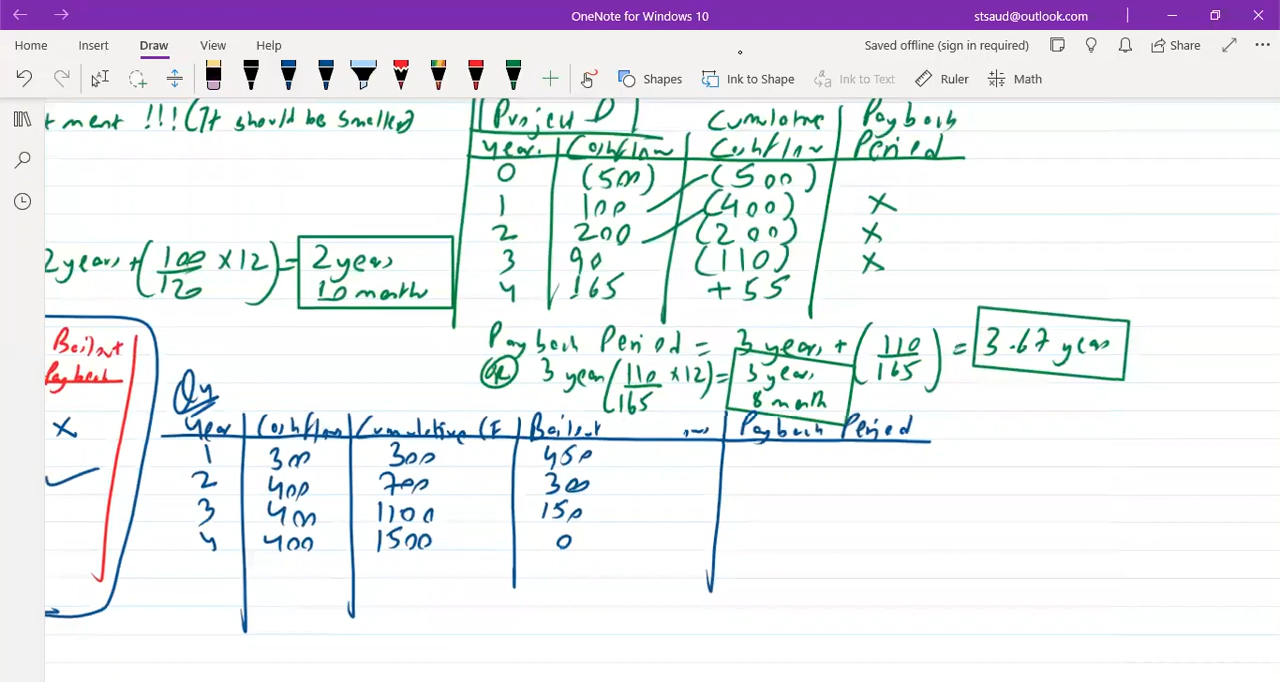 OneNote for Windows 10
stsaud@outlook.com
Home Insert Draw View Help
Saved offline (sign in required) Share
Shapes Ink to Shape Ink to Text Ruler Math
tment !!! (It should be smaller)
Project D Cumulative Payback
Year. Cashflow Cashflow Period
0 (500) (500)
1 100 (400) X
2 200 (200) X
3 90 (110) X
4 165 +55
2 years + (100/120 X 12) = 2 years 10 month
Payback Period = 3 years + (110/165) = 3.67 years
OR 3 year (110/165 X 12) = 3 years 8 month
Bailout
Payback
X
Qy
Year Cashflow Cumulative CF Bailout Payback Period
1 300 300 450
2 400 700 300
3 400 1100 150
4 400 1500 0